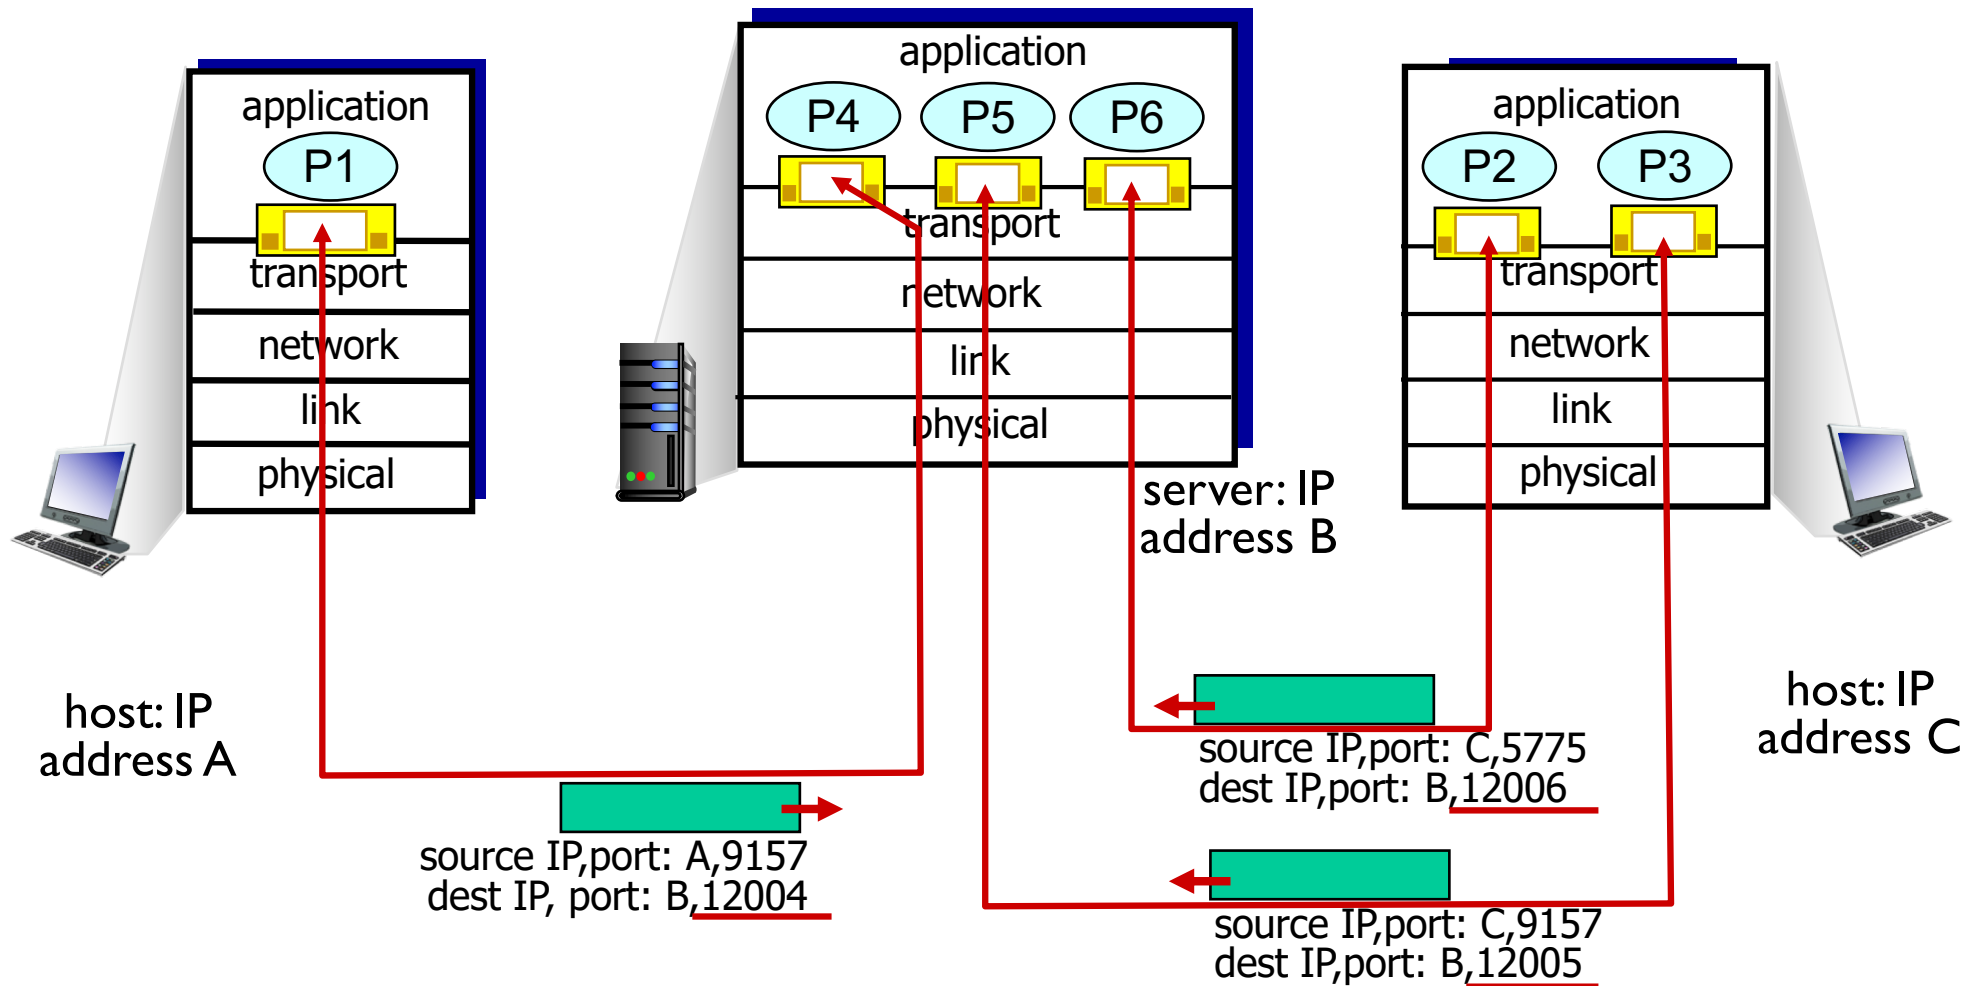 application
P1
transport
network
link
physical
host: IP
address A
application
P4
P5
P6
transport
network
link
physical
server: IP
address B
application
P2
P3
transport
network
link
physical
host: IP
address C
source IP,port: A,9157
dest IP, port: B,12004
source IP,port: C,5775
dest IP,port: B,12006
source IP,port: C,9157
dest IP,port: B,12005